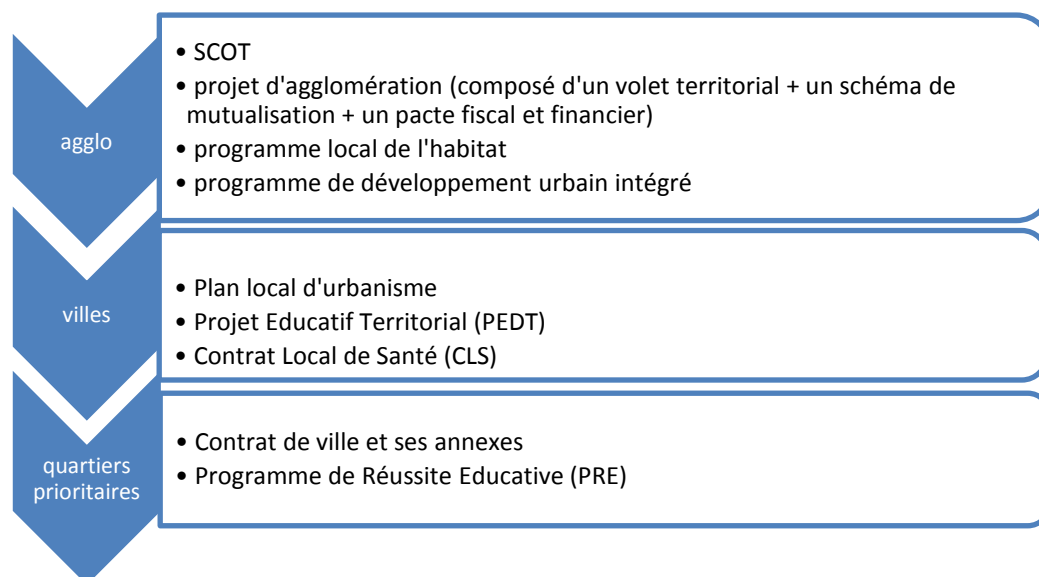 agglo
• SCOT
• projet d'agglomération (composé d'un volet territorial + un schéma de
mutualisation + un pacte fiscal et financier)
• programme local de l'habitat
• programme de développement urbain intégré
villes
• Plan local d'urbanisme
• Projet Educatif Territorial (PEDT)
• Contrat Local de Santé (CLS)
quartiers
prioritaires
• Contrat de ville et ses annexes
• Programme de Réussite Educative (PRE)